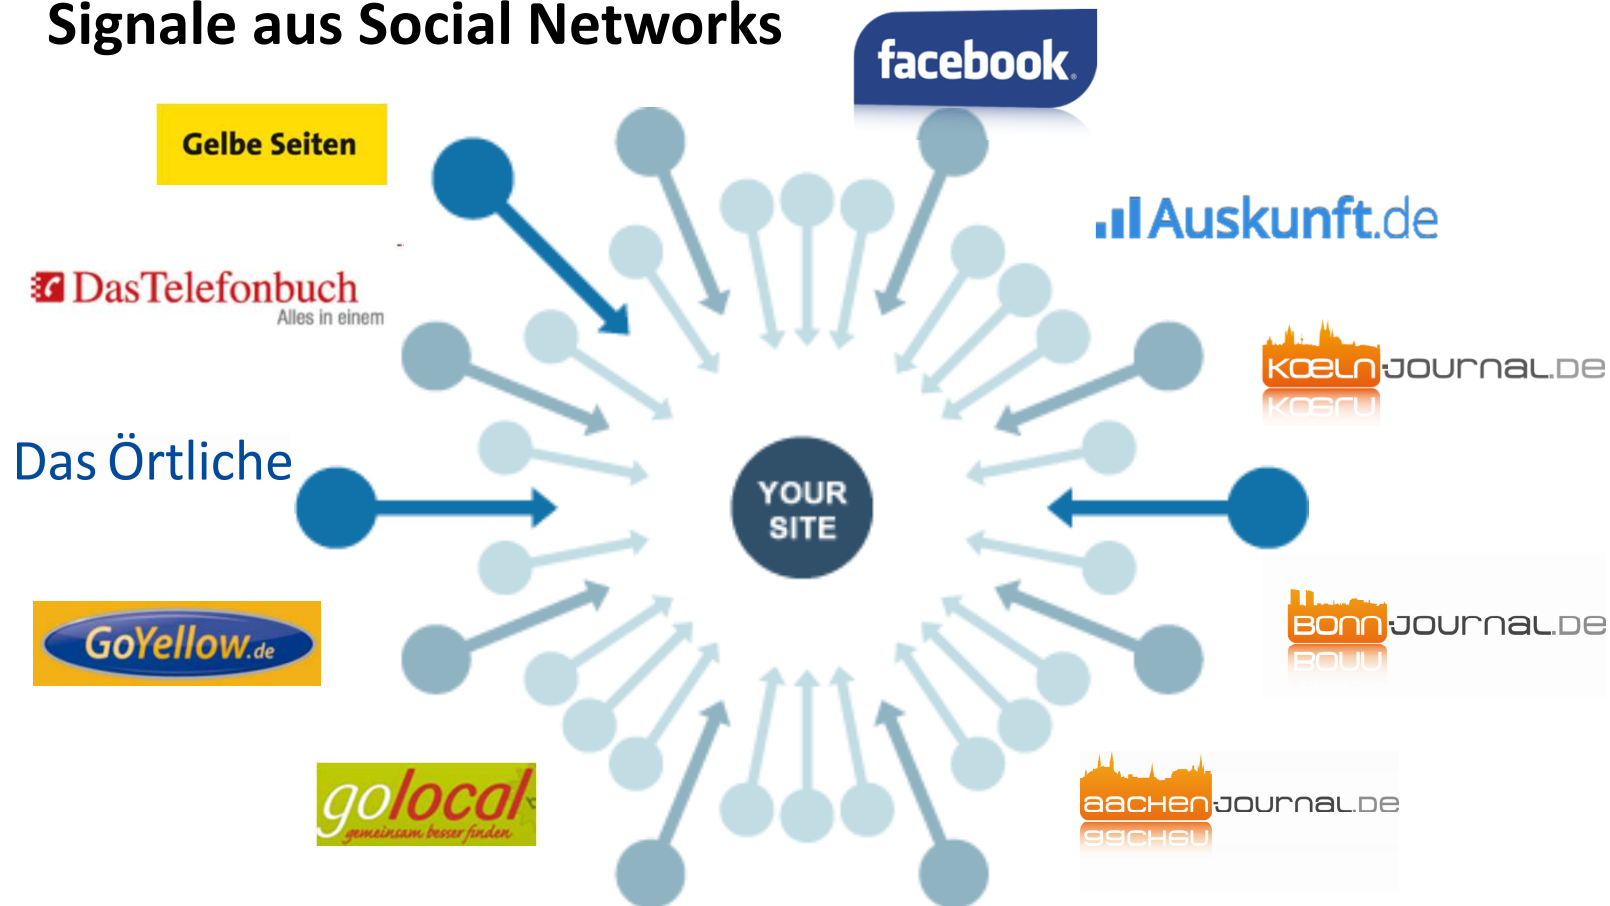 Signale aus Social Networks
facebook
Gelbe Seiten
Auskunft.de
DasTelefonbuch
Alles in einem
KOELN-JOURNAL.DE
Das Örtliche
YOUR
SITE
GoYellow.de
BONN-JOURNAL.DE
golocal
gemeinsam besser finden
AACHEN-JOURNAL.DE